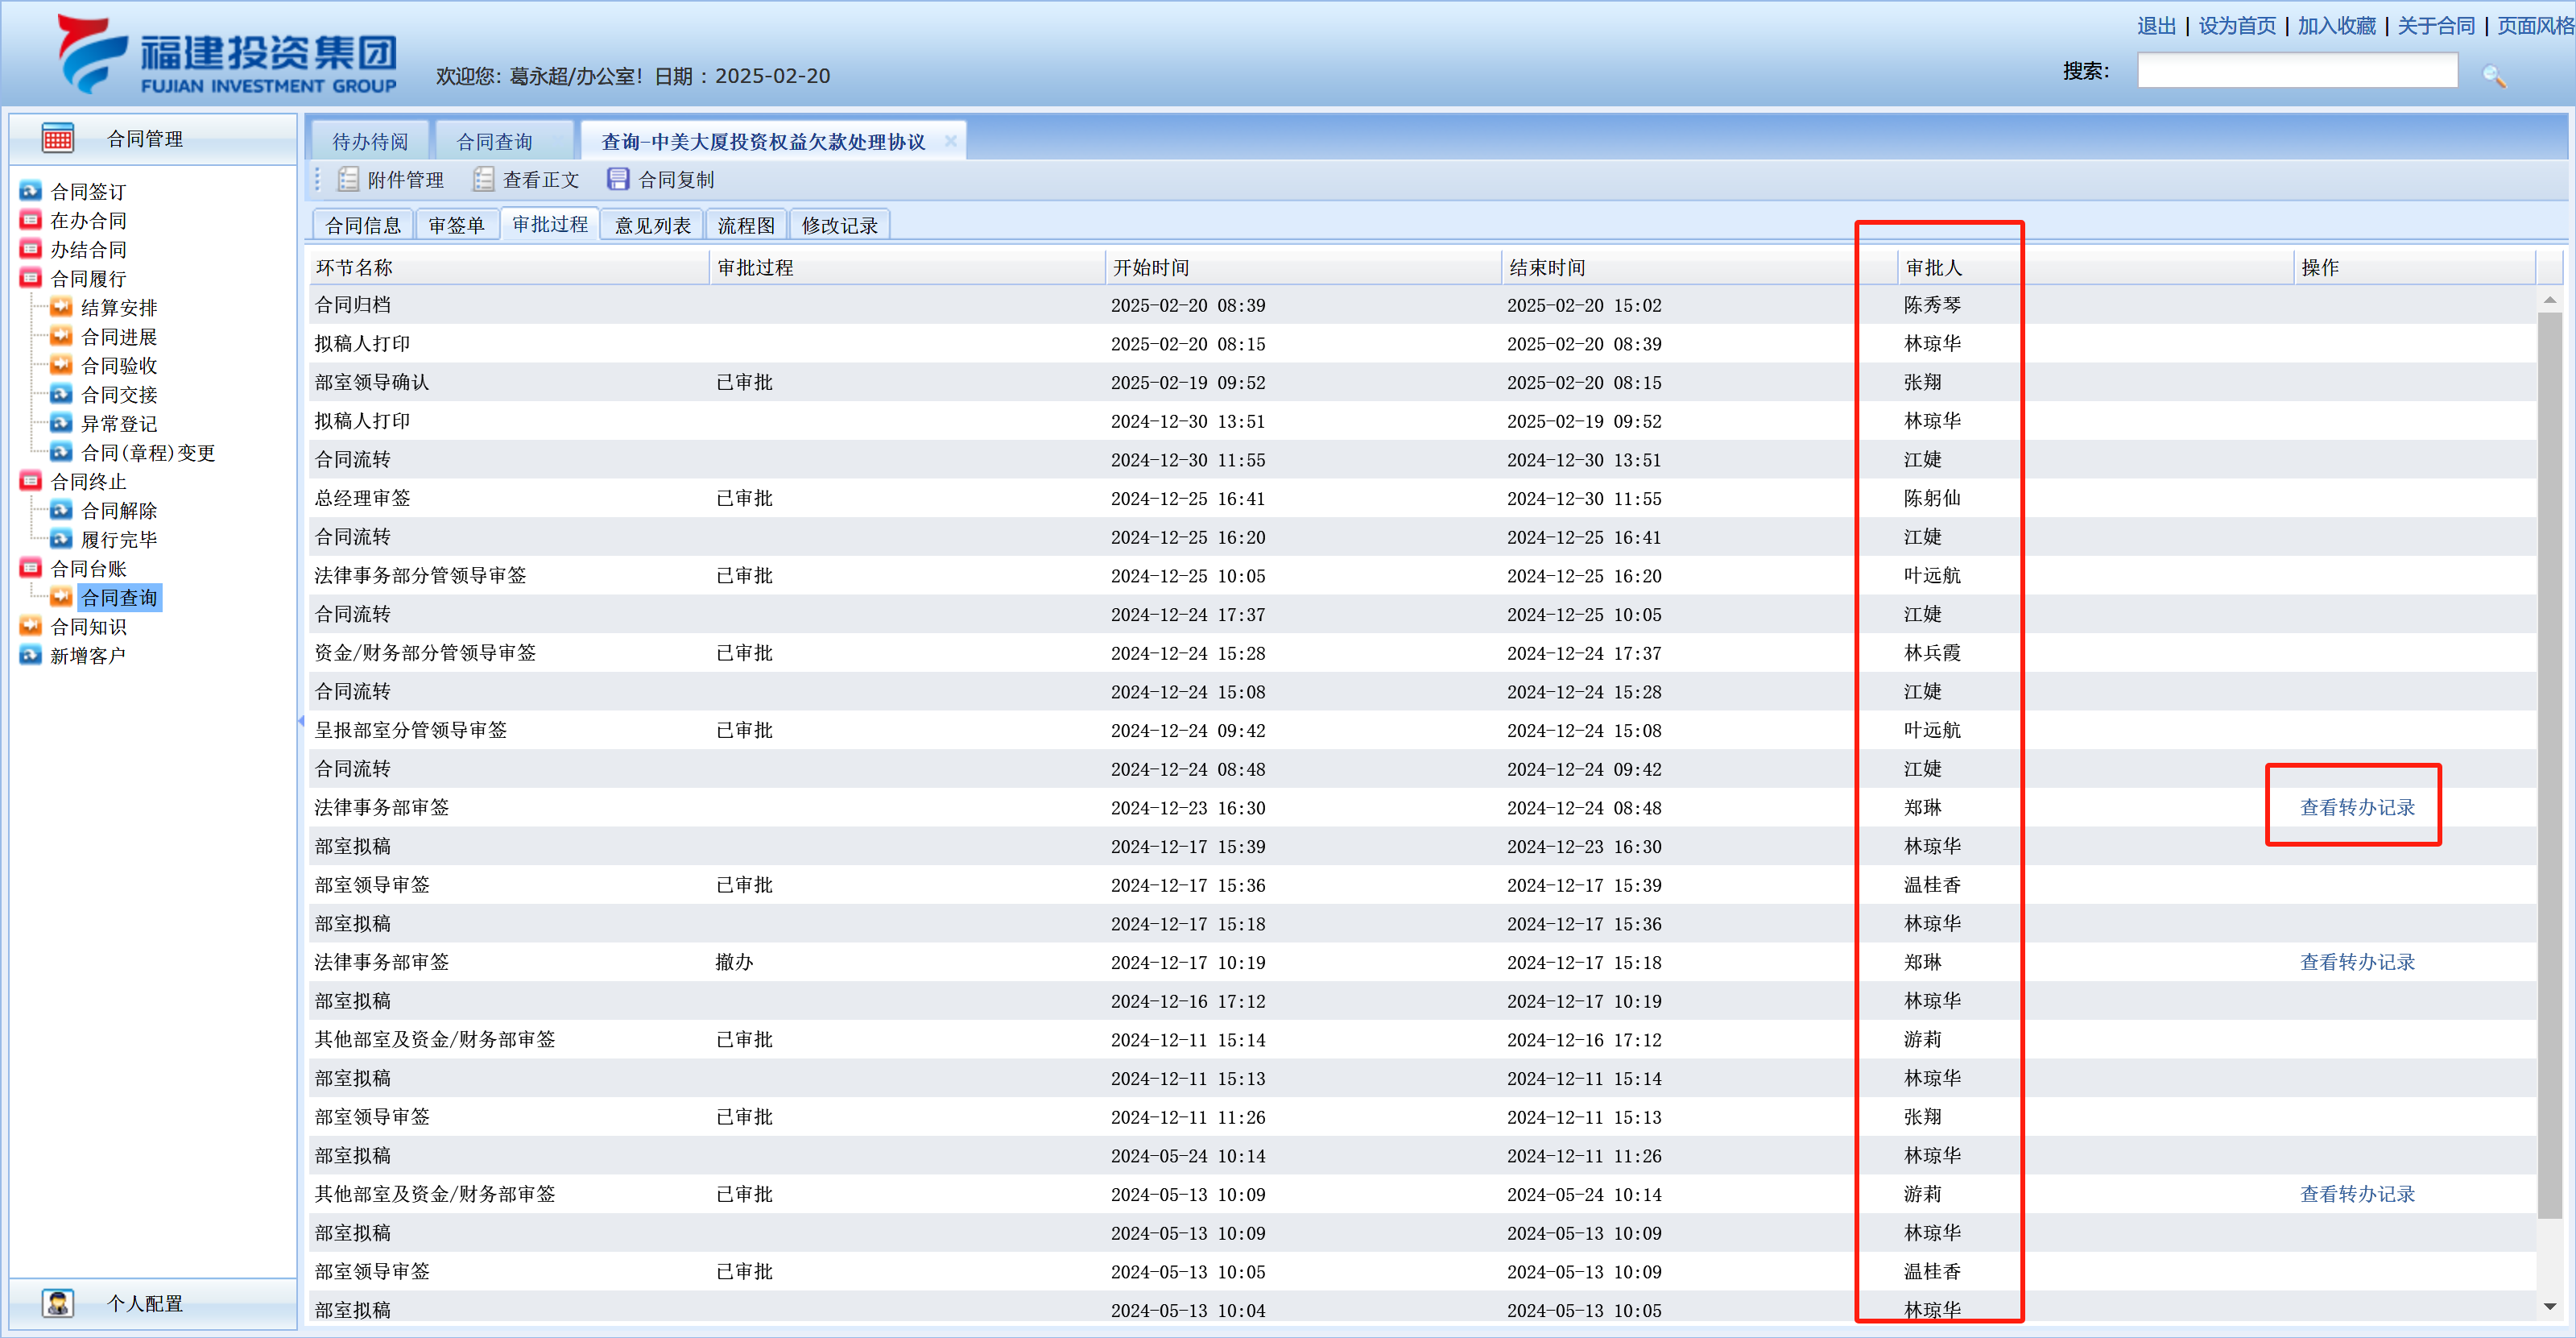 福建投资集团
FUJIAN INVESTMENT GROUP
欢迎您: 葛永超/办公室! 日期 : 2025-02-20
退出 | 设为首页 | 加入收藏 | 关于合同 | 页面风格
搜索:
合同管理
合同签订
在办合同
办结合同
合同履行
结算安排
合同进展
合同验收
合同交接
异常登记
合同(章程)变更
合同终止
合同解除
履行完毕
合同台账
合同查询
合同知识
新增客户
个人配置
待办待阅 合同查询 查询-中美大厦投资权益欠款处理协议
附件管理 查看正文 合同复制
合同信息 审签单 审批过程 意见列表 流程图 修改记录
环节名称 审批过程 开始时间 结束时间 审批人 操作
合同归档 2025-02-20 08:39 2025-02-20 15:02 陈秀琴
拟稿人打印 2025-02-20 08:15 2025-02-20 08:39 林琼华
部室领导确认 已审批 2025-02-19 09:52 2025-02-20 08:15 张翔
拟稿人打印 2024-12-30 13:51 2025-02-19 09:52 林琼华
合同流转 2024-12-30 11:55 2024-12-30 13:51 江婕
总经理审签 已审批 2024-12-25 16:41 2024-12-30 11:55 陈躬仙
合同流转 2024-12-25 16:20 2024-12-25 16:41 江婕
法律事务部分管领导审签 已审批 2024-12-25 10:05 2024-12-25 16:20 叶远航
合同流转 2024-12-24 17:37 2024-12-25 10:05 江婕
资金/财务部分管领导审签 已审批 2024-12-24 15:28 2024-12-24 17:37 林兵霞
合同流转 2024-12-24 15:08 2024-12-24 15:28 江婕
呈报部室分管领导审签 已审批 2024-12-24 09:42 2024-12-24 15:08 叶远航
合同流转 2024-12-24 08:48 2024-12-24 09:42 江婕
法律事务部审签 2024-12-23 16:30 2024-12-24 08:48 郑琳 查看转办记录
部室拟稿 2024-12-17 15:39 2024-12-23 16:30 林琼华
部室领导审签 已审批 2024-12-17 15:36 2024-12-17 15:39 温桂香
部室拟稿 2024-12-17 15:18 2024-12-17 15:36 林琼华
法律事务部审签 撤办 2024-12-17 10:19 2024-12-17 15:18 郑琳 查看转办记录
部室拟稿 2024-12-16 17:12 2024-12-17 10:19 林琼华
其他部室及资金/财务部审签 已审批 2024-12-11 15:14 2024-12-16 17:12 游莉
部室拟稿 2024-12-11 15:13 2024-12-11 15:14 林琼华
部室领导审签 已审批 2024-12-11 11:26 2024-12-11 15:13 张翔
部室拟稿 2024-05-24 10:14 2024-12-11 11:26 林琼华
其他部室及资金/财务部审签 已审批 2024-05-13 10:09 2024-05-24 10:14 游莉 查看转办记录
部室拟稿 2024-05-13 10:09 2024-05-13 10:09 林琼华
部室领导审签 已审批 2024-05-13 10:05 2024-05-13 10:09 温桂香
部室拟稿 2024-05-13 10:04 2024-05-13 10:05 林琼华